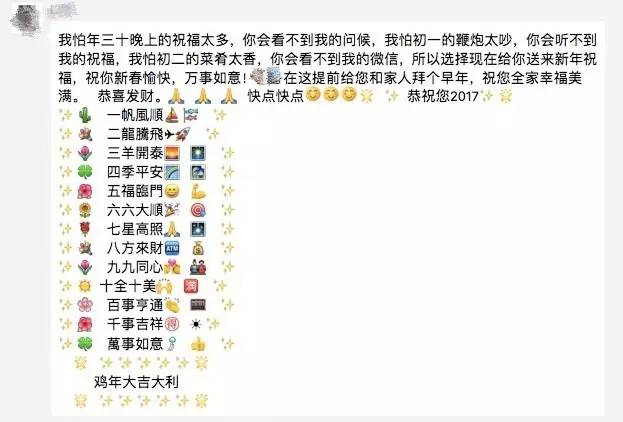 我怕年三十晚上的祝福太多，你会看不到我的问候，我怕初一的鞭炮太吵，你会听不到
我的祝福，我怕初二的菜肴太香，你会看不到我的微信，所以选择现在给你送来新年祝
福，祝你新春愉快，万事如意！在这提前给您和家人拜个早年，祝您全家幸福美
满。 恭喜发财。🙏 🙏 🙏 快点快点😊😊😊🌟 ✨ 恭祝您2017✨ 🌟
✨ 🌵 一帆風順⛵🎏 ✨
✨ 💐 二龍騰飛✈🚀 ✨
✨ 🌷 三羊開泰🌅 🎇 ✨
✨ 🍀 四季平安🌈 🌠 ✨
✨ 🌺 五福臨門😄 💪 ✨
✨ 🌻 六六大順🎉 🎯 ✨
✨ 🌹 七星高照🙏 🎇 ✨
✨ 💐 八方來財🏧 💰 ✨
✨ 🌷 九九同心💏 👫 ✨
✨ ☀ 十全十美🙌 🈵 ✨
✨ 🌸 百事亨通👏 ✨
✨ 🌺 千事吉祥🉐 ☀ ✨
✨ 🍀 萬事如意 👍 ✨
🌟 ✨ ✨ ✨ ✨ ✨ 🌟
鸡年大吉大利
🌟 ✨ ✨ ✨ ✨ ✨ 🌟